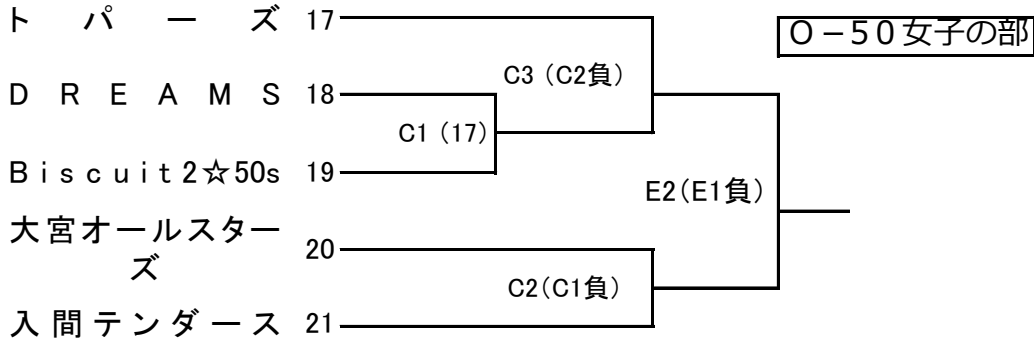 トパーズ 17
O-50女子の部
C3（C2負）
DREAMS 18
C1（17）
Biscuit2☆50s 19
E2（E1負）
大宮オールスター
ズ
20
C2（C1負）
入間テンダース 21